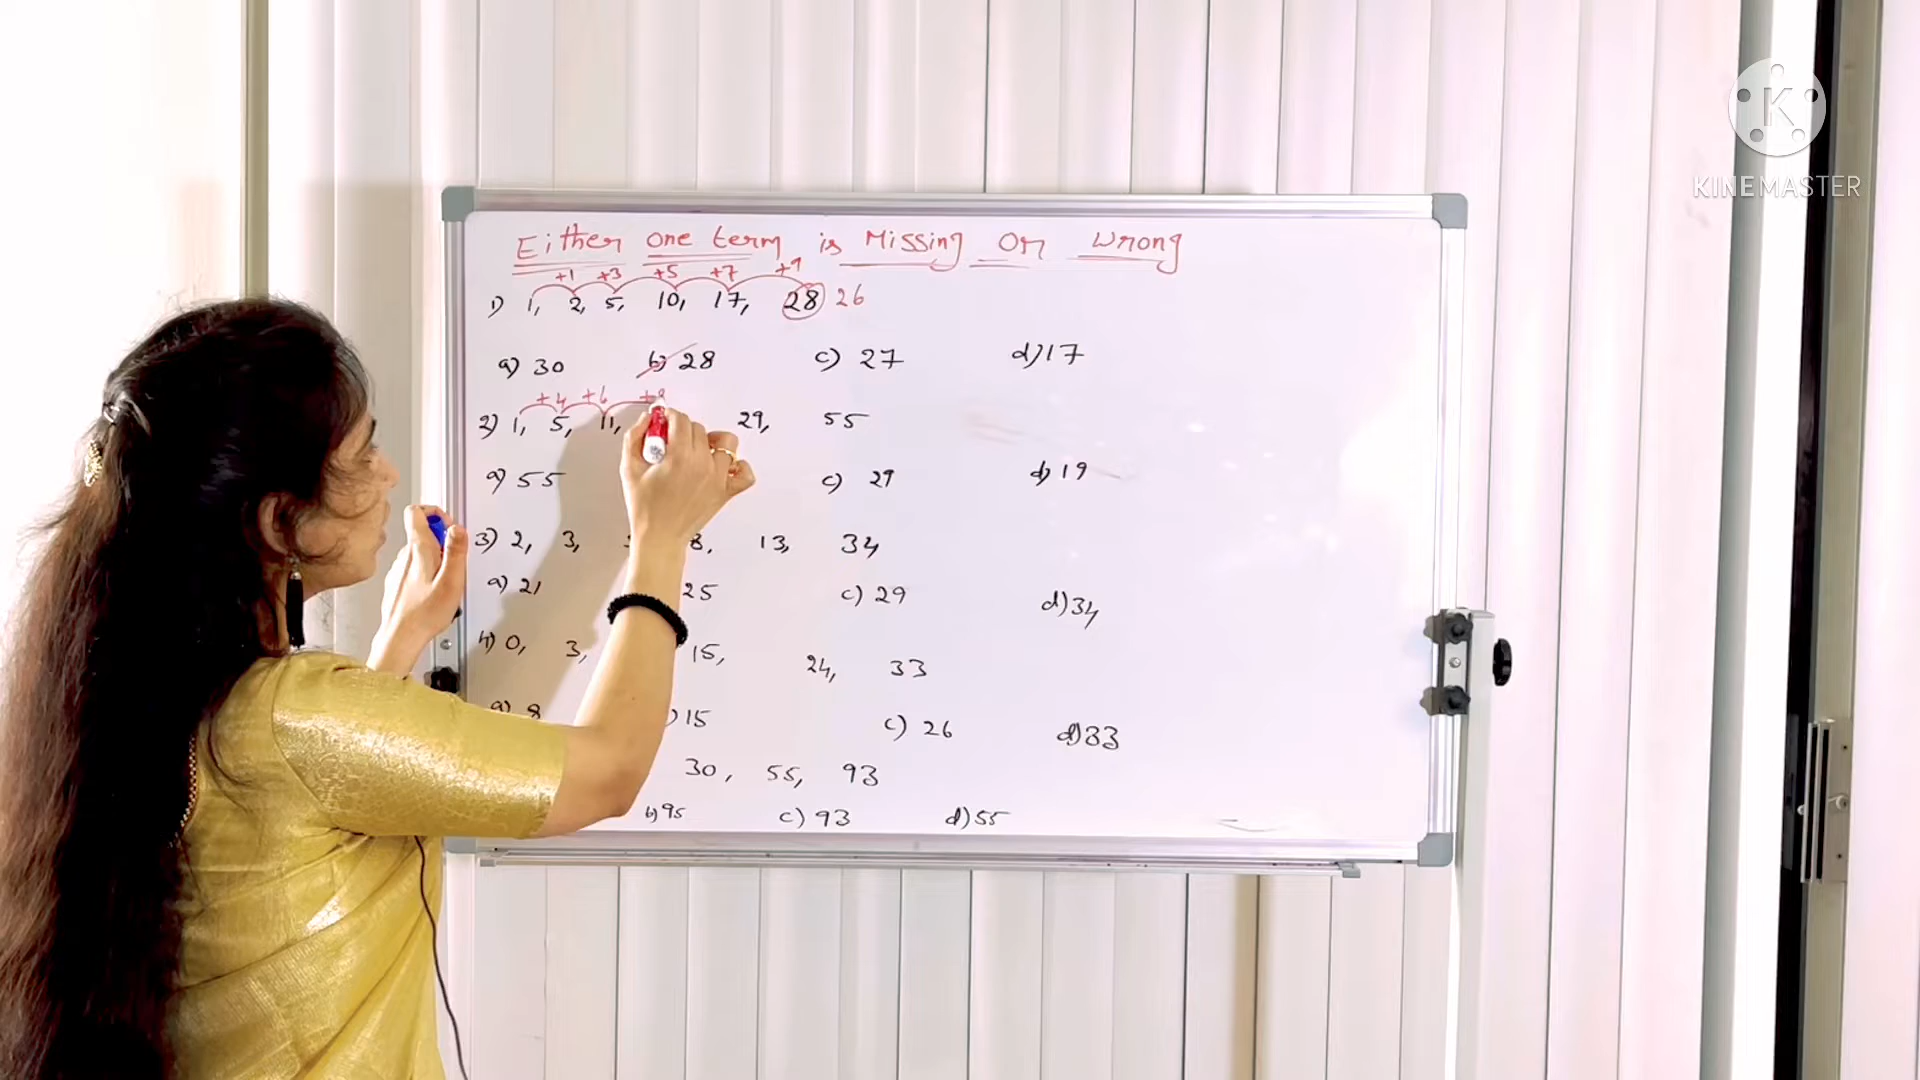 KINEMASTER
Either one term is Missing Or Wrong
+1 +3 +5 +7 +9
1) 1, 2, 5, 10, 17, 28 26
a) 30 b) 28 c) 27 d) 17
+4 +6 +8
2) 1, 5, 11, 29, 55
a) 55 c) 29 d) 19
3) 2, 3, 8, 13, 34
a) 21 25 c) 29 d) 34
4) 0, 3, 15, 24, 33
a) 8 15 c) 26 d) 33
30, 55, 93
b) 95 c) 93 d) 55